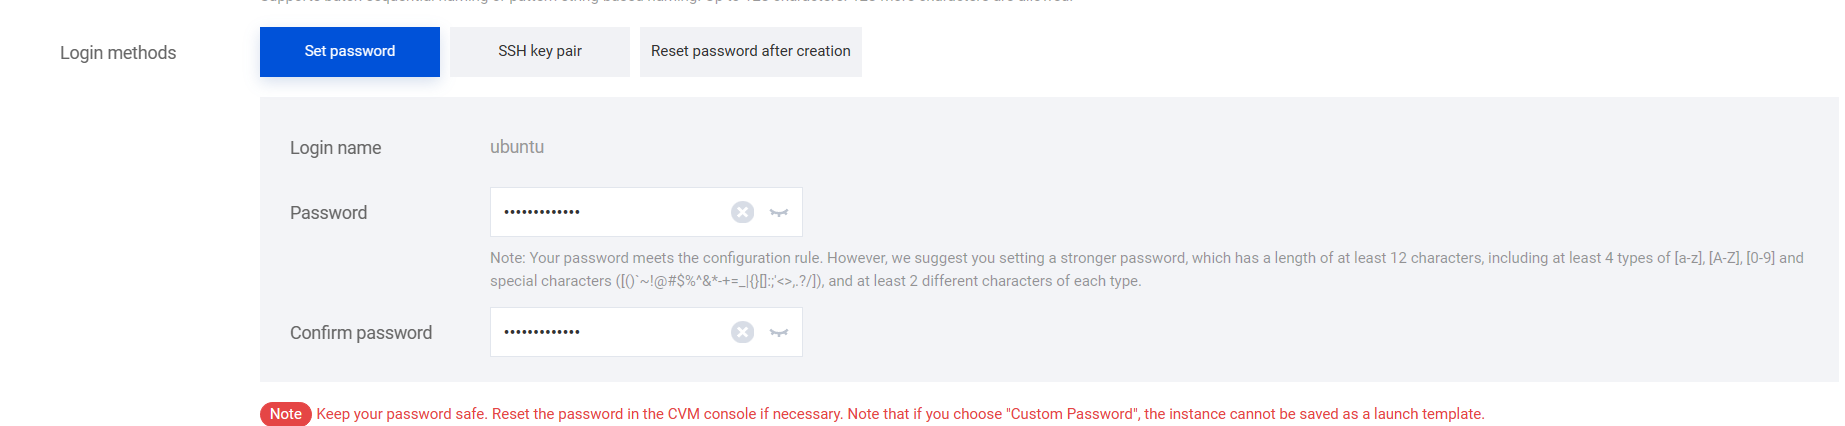 Login methods
Set password
SSH key pair
Reset password after creation
Login name
ubuntu
Password
•••••••••••••
Note: Your password meets the configuration rule. However, we suggest you setting a stronger password, which has a length of at least 12 characters, including at least 4 types of [a-z], [A-Z], [0-9] and
special characters ([()`~!@#$%^&*-+=_|{}[]:;'<>,.?/]), and at least 2 different characters of each type.
Confirm password
•••••••••••••
Note Keep your password safe. Reset the password in the CVM console if necessary. Note that if you choose "Custom Password", the instance cannot be saved as a launch template.